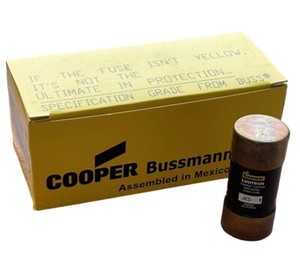 IF THE FUSE ISN'T YELLOW,
IT'S NOT THE
ULTIMATE IN PROTECTION...
SPECIFICATION GRADE FROM BUSS®
COOPER Bussmann
Assembled in Mexico